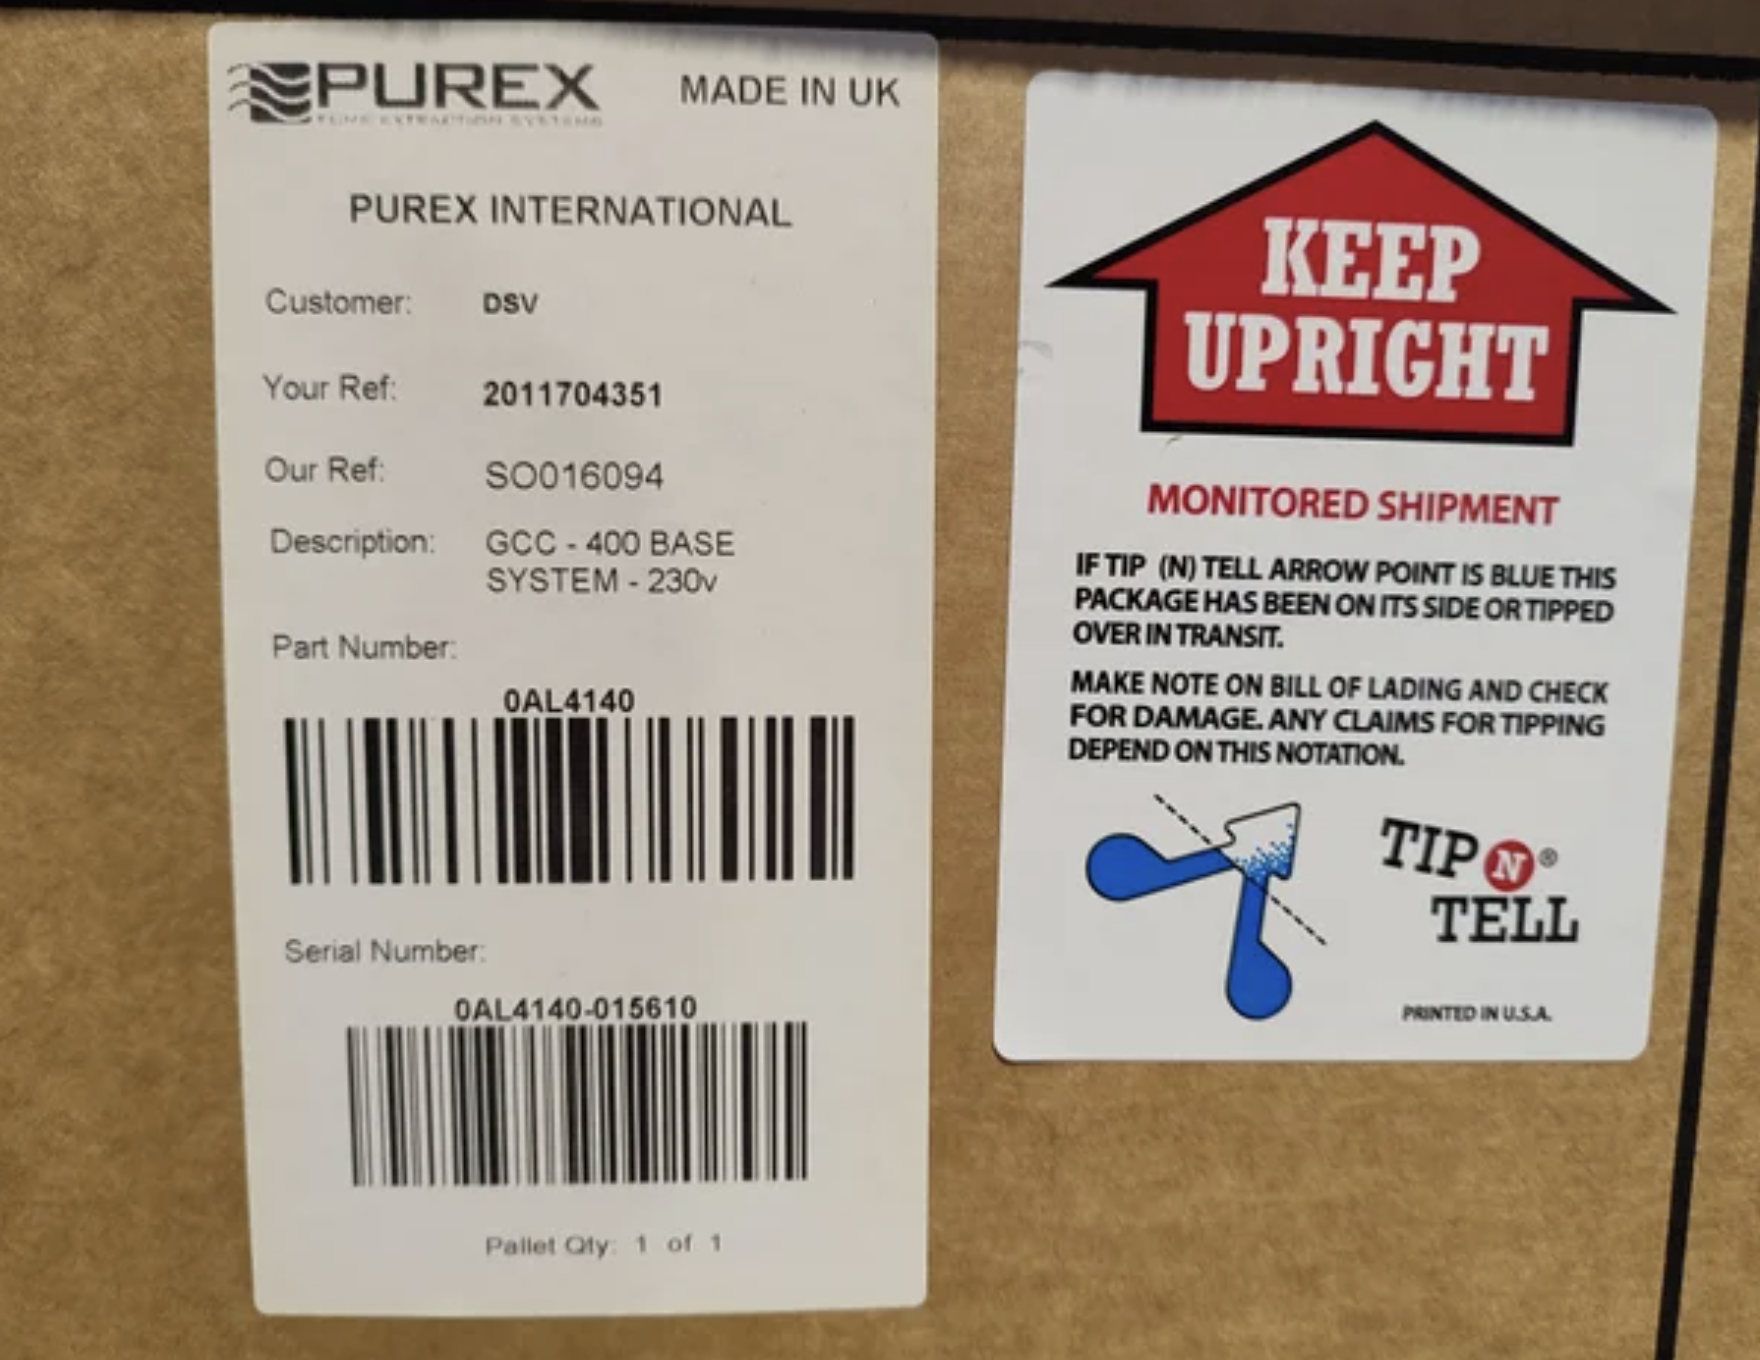 PUREX
FUME EXTRACTION SYSTEMS
MADE IN UK
PUREX INTERNATIONAL
Customer: DSV
Your Ref: 2011704351
Our Ref: SO016094
Description: GCC - 400 BASE
SYSTEM - 230v
Part Number:
0AL4140
Serial Number:
0AL4140-015610
Pallet Qty: 1 of 1
KEEP
UPRIGHT
MONITORED SHIPMENT
IF TIP (N) TELL ARROW POINT IS BLUE THIS
PACKAGE HAS BEEN ON ITS SIDE OR TIPPED
OVER IN TRANSIT.
MAKE NOTE ON BILL OF LADING AND CHECK
FOR DAMAGE. ANY CLAIMS FOR TIPPING
DEPEND ON THIS NOTATION.
TIP N®
TELL
PRINTED IN U.S.A.